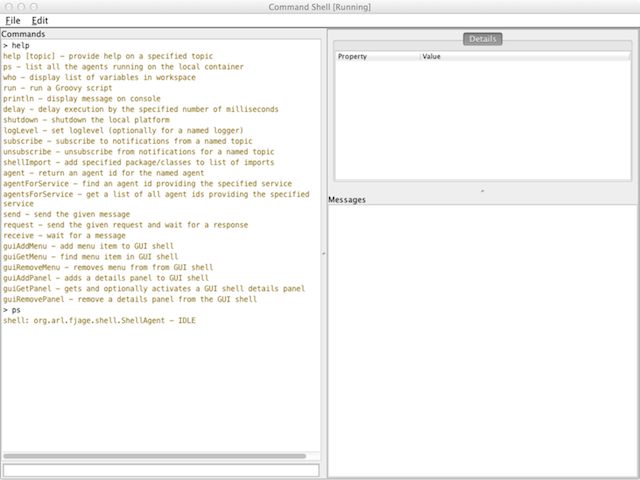 Command Shell [Running]
File Edit
Commands
> help
help [topic] – provide help on a specified topic
ps – list all the agents running on the local container
who – display list of variables in workspace
run – run a Groovy script
println – display message on console
delay – delay execution by the specified number of milliseconds
shutdown – shutdown the local platform
logLevel – set loglevel (optionally for a named logger)
subscribe – subscribe to notifications from a named topic
unsubscribe – unsubscribe from notifications for a named topic
shellImport – add specified package/classes to list of imports
agent – return an agent id for the named agent
agentForService – find an agent id providing the specified service
agentsForService – get a list of all agent ids providing the specified
service
send – send the given message
request – send the given request and wait for a response
receive – wait for a message
guiAddMenu – add menu item to GUI shell
guiGetMenu – find menu item in GUI shell
guiRemoveMenu – removes menu from from GUI shell
guiAddPanel – adds a details panel to GUI shell
guiGetPanel – gets and optionally activates a GUI shell details panel
guiRemovePanel – remove a details panel from the GUI shell
> ps
shell: org.arl.fjage.shell.ShellAgent – IDLE
Details
Property Value
Messages